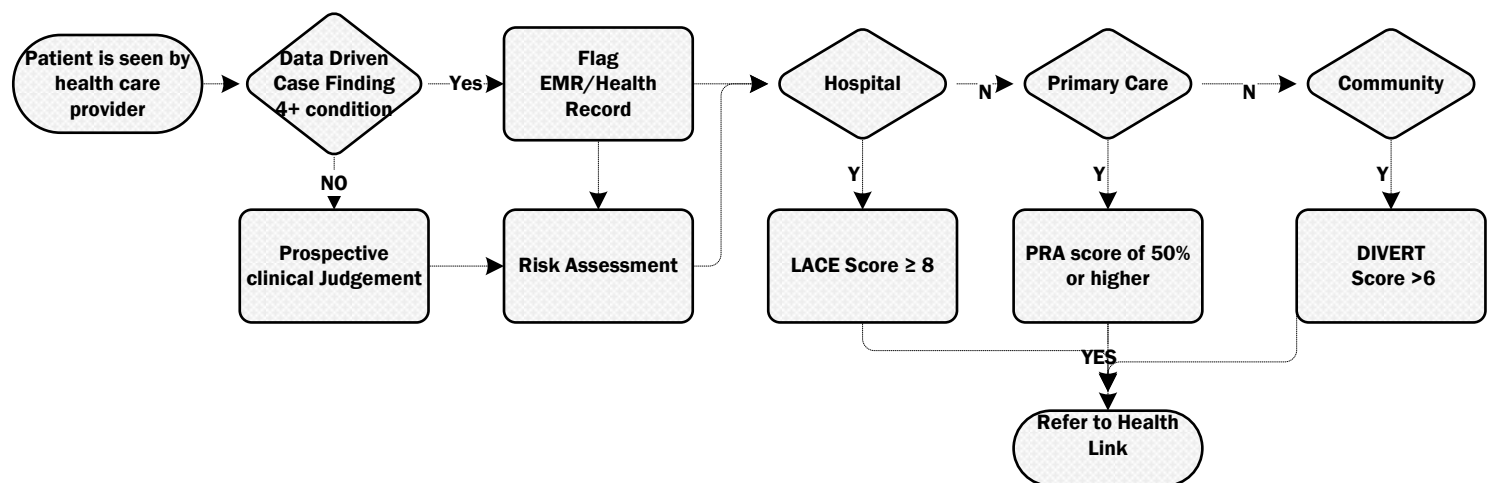 Patient is seen by
health care
provider
Data Driven
Case Finding
4+ condition
Yes
Flag
EMR/Health
Record
Hospital
N
Primary Care
N
Community
NO
Y
Y
Y
Prospective
clinical Judgement
Risk Assessment
LACE Score ≥ 8
PRA score of 50%
or higher
DIVERT
Score >6
YES
Refer to Health
Link